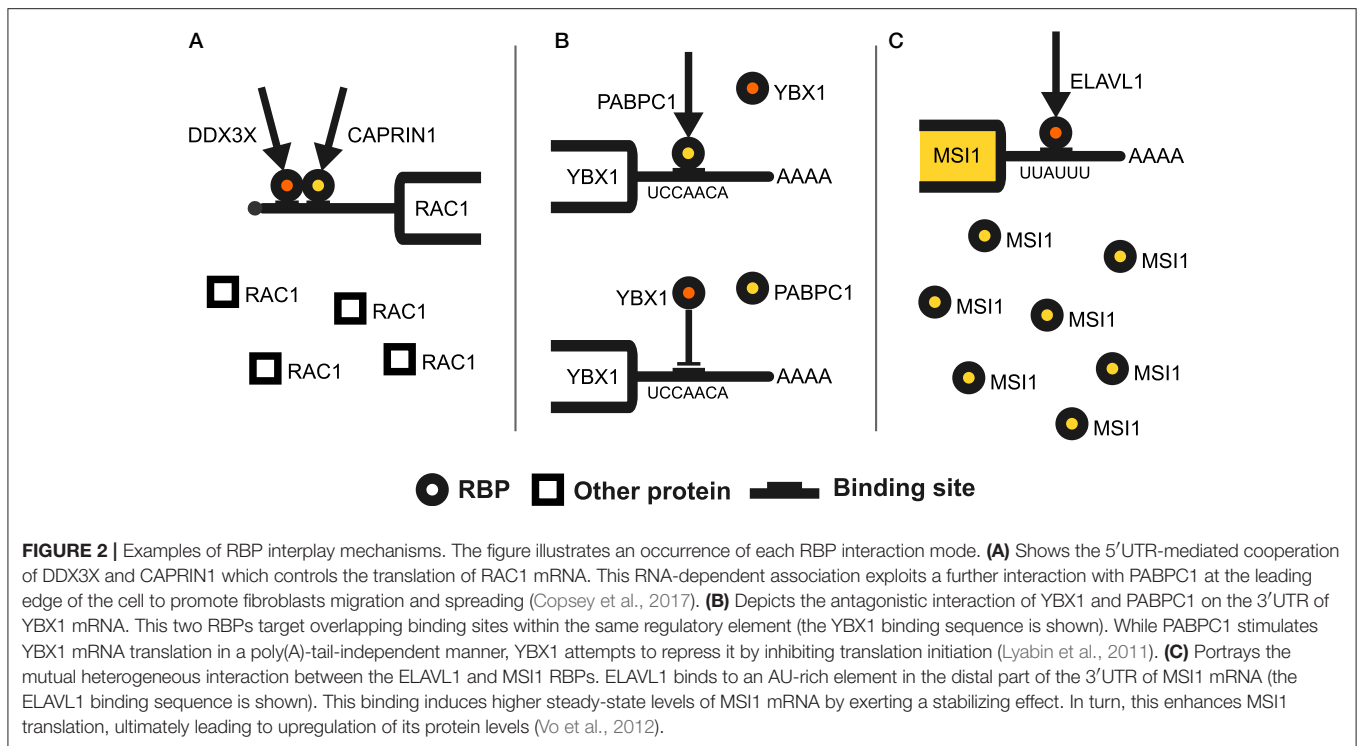 A
DDX3X
CAPRIN1
RAC1
RAC1
RAC1
RAC1
RAC1
B
PABPC1
YBX1
YBX1
AAAA
UCCAACA
YBX1
PABPC1
YBX1
AAAA
UCCAACA
C
ELAVL1
MSI1
AAAA
UUAUUU
MSI1
MSI1
MSI1
MSI1
MSI1
MSI1
MSI1
RBP Other protein Binding site
FIGURE 2 | Examples of RBP interplay mechanisms. The figure illustrates an occurrence of each RBP interaction mode. (A) Shows the 5′UTR-mediated cooperation
of DDX3X and CAPRIN1 which controls the translation of RAC1 mRNA. This RNA-dependent association exploits a further interaction with PABPC1 at the leading
edge of the cell to promote fibroblasts migration and spreading (Copsey et al., 2017). (B) Depicts the antagonistic interaction of YBX1 and PABPC1 on the 3′UTR of
YBX1 mRNA. This two RBPs target overlapping binding sites within the same regulatory element (the YBX1 binding sequence is shown). While PABPC1 stimulates
YBX1 mRNA translation in a poly(A)-tail-independent manner, YBX1 attempts to repress it by inhibiting translation initiation (Lyabin et al., 2011). (C) Portrays the
mutual heterogeneous interaction between the ELAVL1 and MSI1 RBPs. ELAVL1 binds to an AU-rich element in the distal part of the 3′UTR of MSI1 mRNA (the
ELAVL1 binding sequence is shown). This binding induces higher steady-state levels of MSI1 mRNA by exerting a stabilizing effect. In turn, this enhances MSI1
translation, ultimately leading to upregulation of its protein levels (Vo et al., 2012).